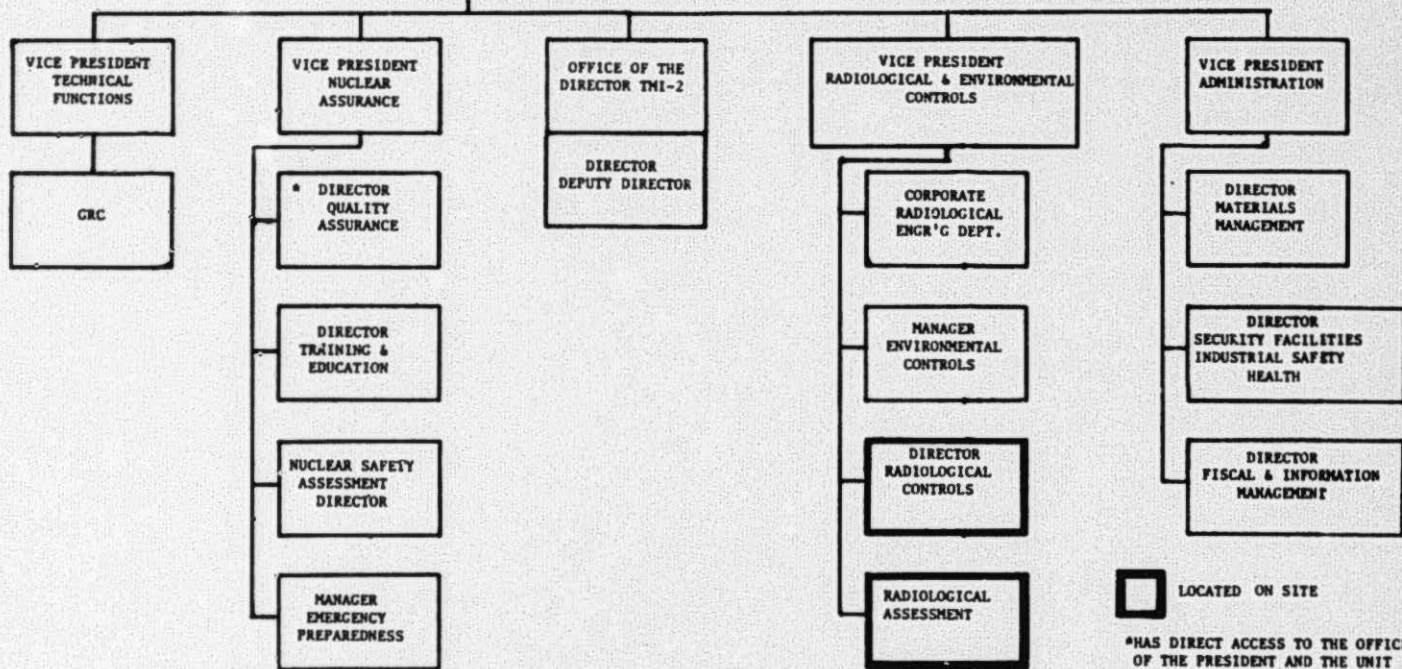 VICE PRESIDENT
TECHNICAL
FUNCTIONS
GRC
VICE PRESIDENT
NUCLEAR
ASSURANCE
* DIRECTOR
QUALITY
ASSURANCE
DIRECTOR
TRAINING &
EDUCATION
NUCLEAR SAFETY
ASSESSMENT
DIRECTOR
MANAGER
EMERGENCY
PREPAREDNESS
OFFICE OF THE
DIRECTOR TMI-2
DIRECTOR
DEPUTY DIRECTOR
VICE PRESIDENT
RADIOLOGICAL & ENVIRONMENTAL
CONTROLS
CORPORATE
RADIOLOGICAL
ENGR'G DEPT.
MANAGER
ENVIRONMENTAL
CONTROLS
DIRECTOR
RADIOLOGICAL
CONTROLS
RADIOLOGICAL
ASSESSMENT
VICE PRESIDENT
ADMINISTRATION
DIRECTOR
MATERIALS
MANAGEMENT
DIRECTOR
SECURITY FACILITIES
INDUSTRIAL SAFETY
HEALTH
DIRECTOR
FISCAL & INFORMATION
MANAGEMENT
LOCATED ON SITE
*HAS DIRECT ACCESS TO THE OFFIC
OF THE PRESIDENT AND THE UNIT